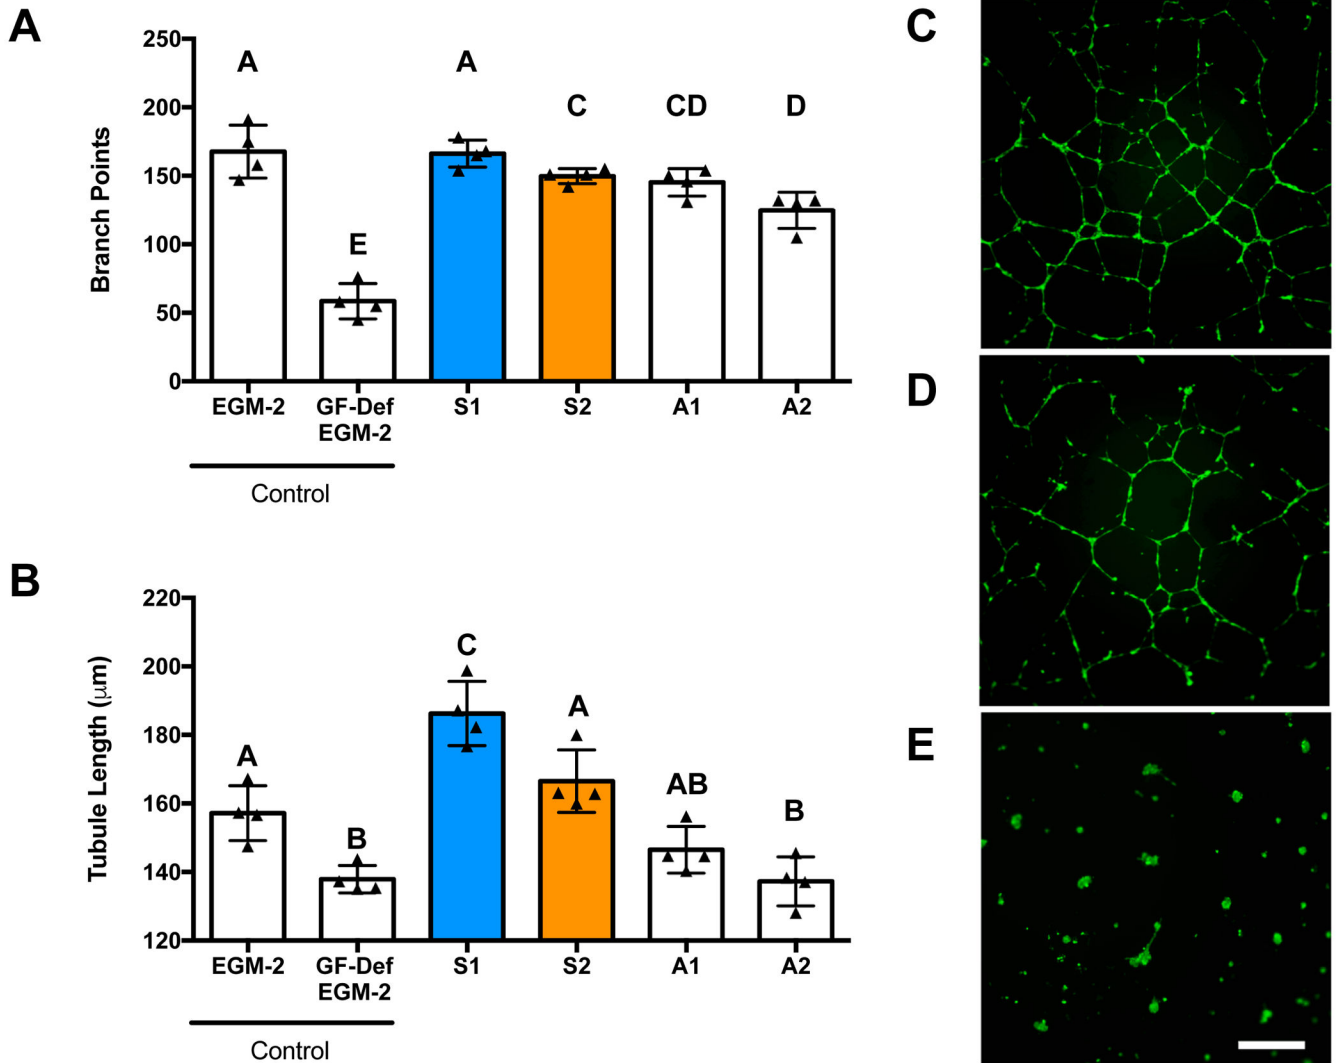 A
Branch Points
250
200
150
100
50
0
A
E
A
C
CD
D
EGM-2
GF-Def
EGM-2
S1
S2
A1
A2
Control
B
Tubule Length (μm)
220
200
180
160
140
120
A
B
C
A
AB
B
EGM-2
GF-Def
EGM-2
S1
S2
A1
A2
Control
C
D
E